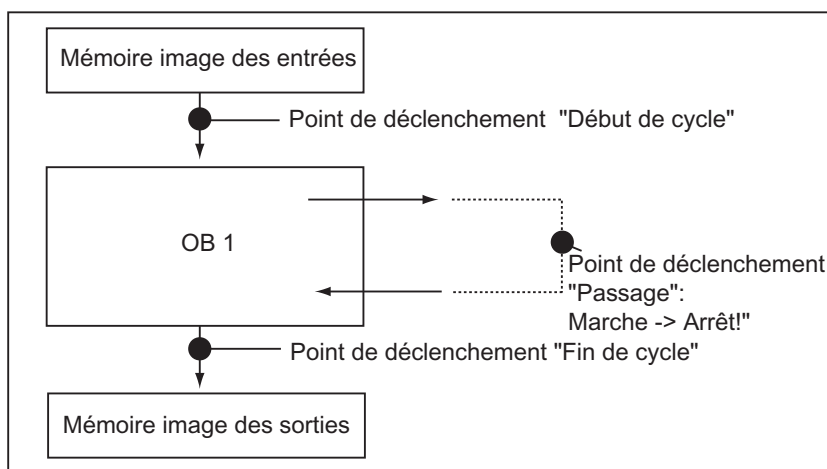 Mémoire image des entrées
Point de déclenchement "Début de cycle"
OB 1
Point de déclenchement
"Passage":
Marche -> Arrêt!"
Point de déclenchement "Fin de cycle"
Mémoire image des sorties